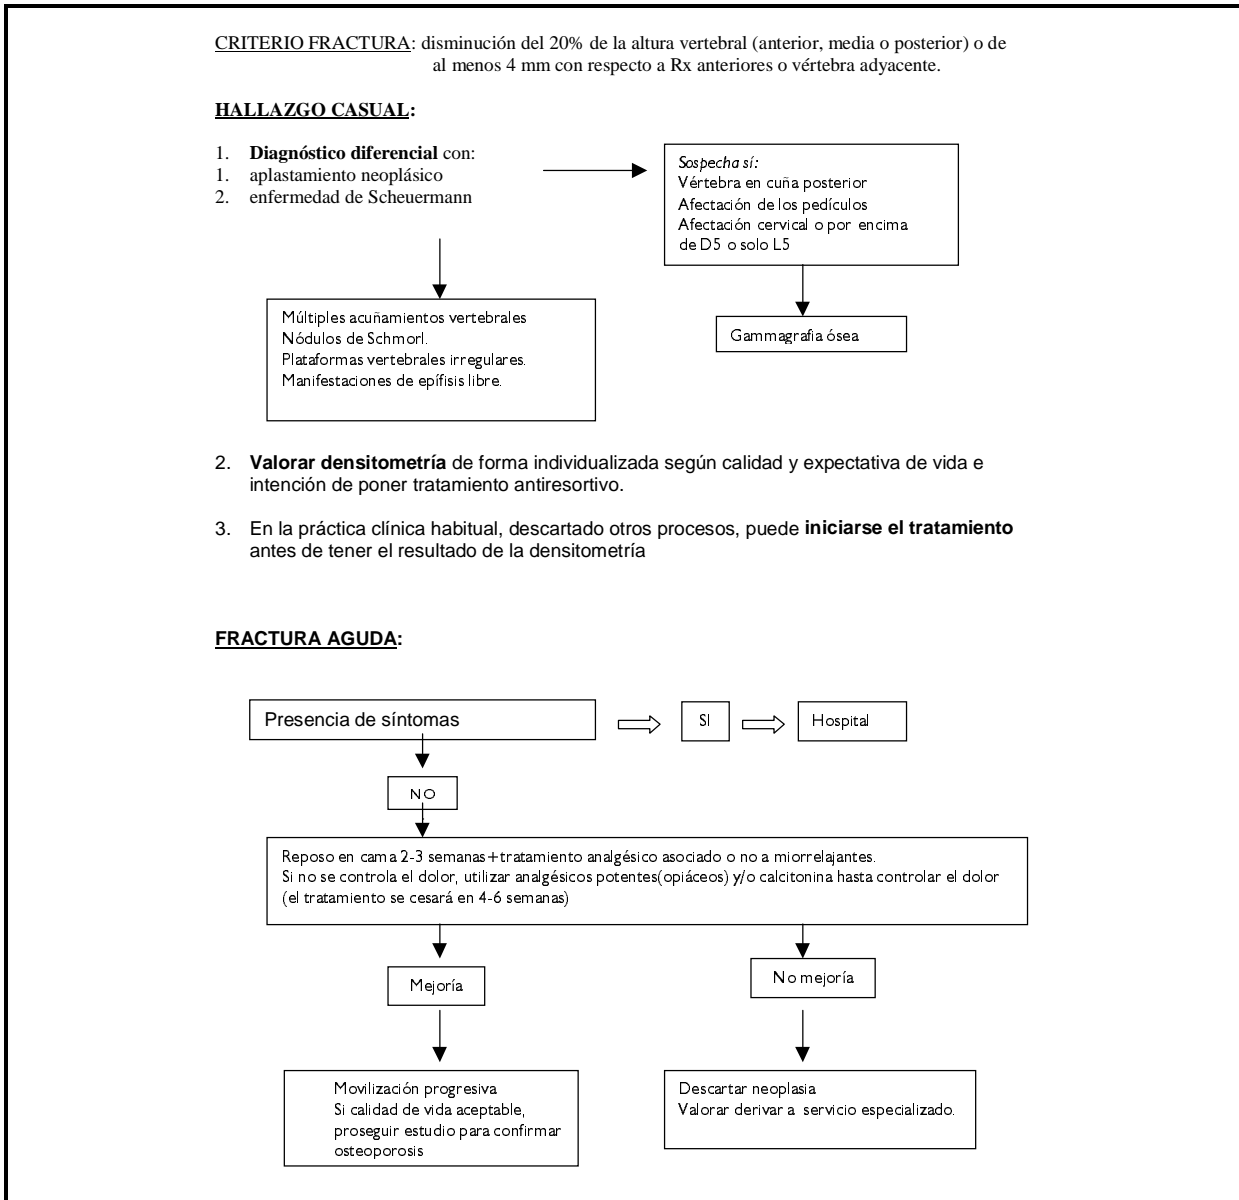 CRITERIO FRACTURA: disminución del 20% de la altura vertebral (anterior, media o posterior) o de
al menos 4 mm con respecto a Rx anteriores o vértebra adyacente.
HALLAZGO CASUAL:
1. Diagnóstico diferencial con:
1. aplastamiento neoplásico
2. enfermedad de Scheuermann
Sospecha sí:
Vértebra en cuña posterior
Afectación de los pedículos
Afectación cervical o por encima
de D5 o solo L5
Múltiples acuñamientos vertebrales
Nódulos de Schmorl.
Plataformas vertebrales irregulares.
Manifestaciones de epífisis libre.
Gammagrafia ósea
2. Valorar densitometría de forma individualizada según calidad y expectativa de vida e
intención de poner tratamiento antiresortivo.
3. En la práctica clínica habitual, descartado otros procesos, puede iniciarse el tratamiento
antes de tener el resultado de la densitometría
FRACTURA AGUDA:
Presencia de síntomas
SI
Hospital
NO
Reposo en cama 2-3 semanas+tratamiento analgésico asociado o no a miorrelajantes.
Si no se controla el dolor, utilizar analgésicos potentes(opiáceos) y/o calcitonina hasta controlar el dolor
(el tratamiento se cesará en 4-6 semanas)
Mejoría
No mejoría
Movilización progresiva
Si calidad de vida aceptable,
proseguir estudio para confirmar
osteoporosis
Descartar neoplasia
Valorar derivar a servicio especializado.